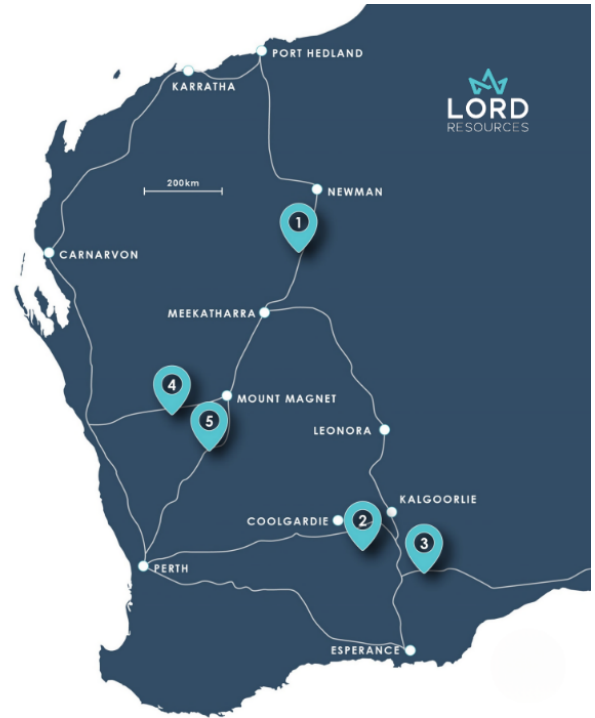 PORT HEDLAND
KARRATHA
LORD
RESOURCES
200km
NEWMAN
1
CARNARVON
MEEKATHARRA
4
MOUNT MAGNET
5
LEONORA
KALGOORLIE
COOLGARDIE
2
3
PERTH
ESPERANCE